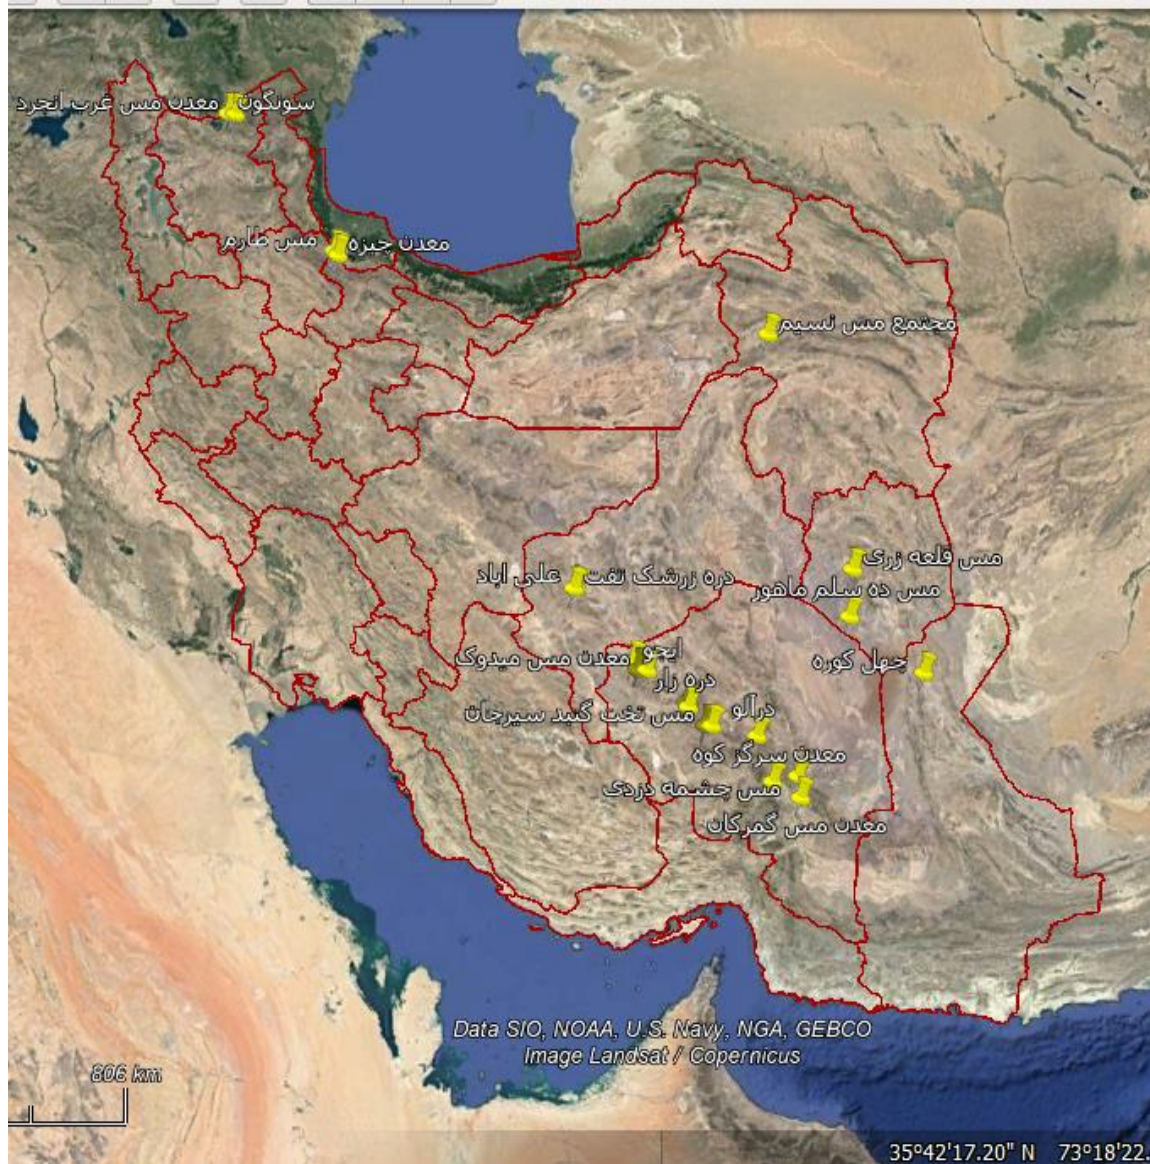 معدن مس غرب انجرد
سونگون
مس طارم
معدن چیزه
مجتمع مس نسیم
مس قلعه زری
علی اباد
دره زرشک تفت
مس ده سلم ماهور
ایجو
معدن مس میدوک
چهل کوره
دره زار
درآلو
مس تخت گنبد سیرجان
معدن سرگز کوه
مس چشمه دزدی
معدن مس گمرکان
Data SIO, NOAA, U.S. Navy, NGA, GEBCO
Image Landsat / Copernicus
806 km
35°42'17.20" N 73°18'22.